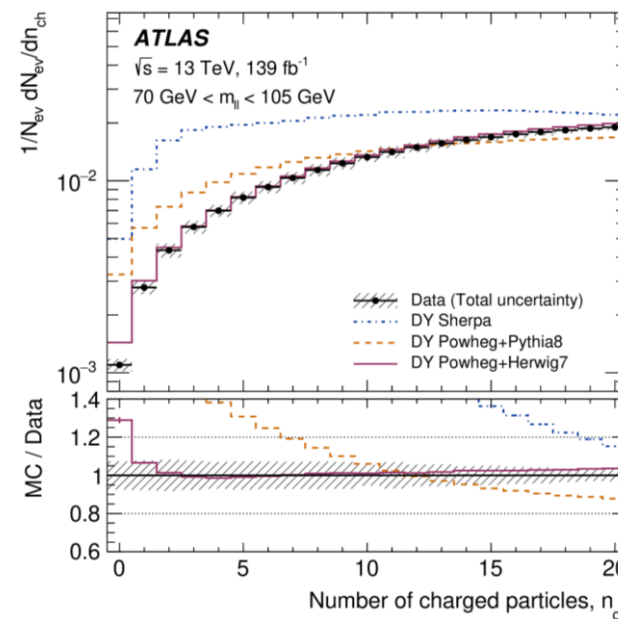 ATLAS
√s = 13 TeV, 139 fb⁻¹
70 GeV < m_ll < 105 GeV
1/N_ev dN_ev/dn_ch
10⁻²
10⁻³
Data (Total uncertainty)
DY Sherpa
DY Powheg+Pythia8
DY Powheg+Herwig7
MC / Data
1.4
1.2
1
0.8
0.6
0 5 10 15 20
Number of charged particles, n